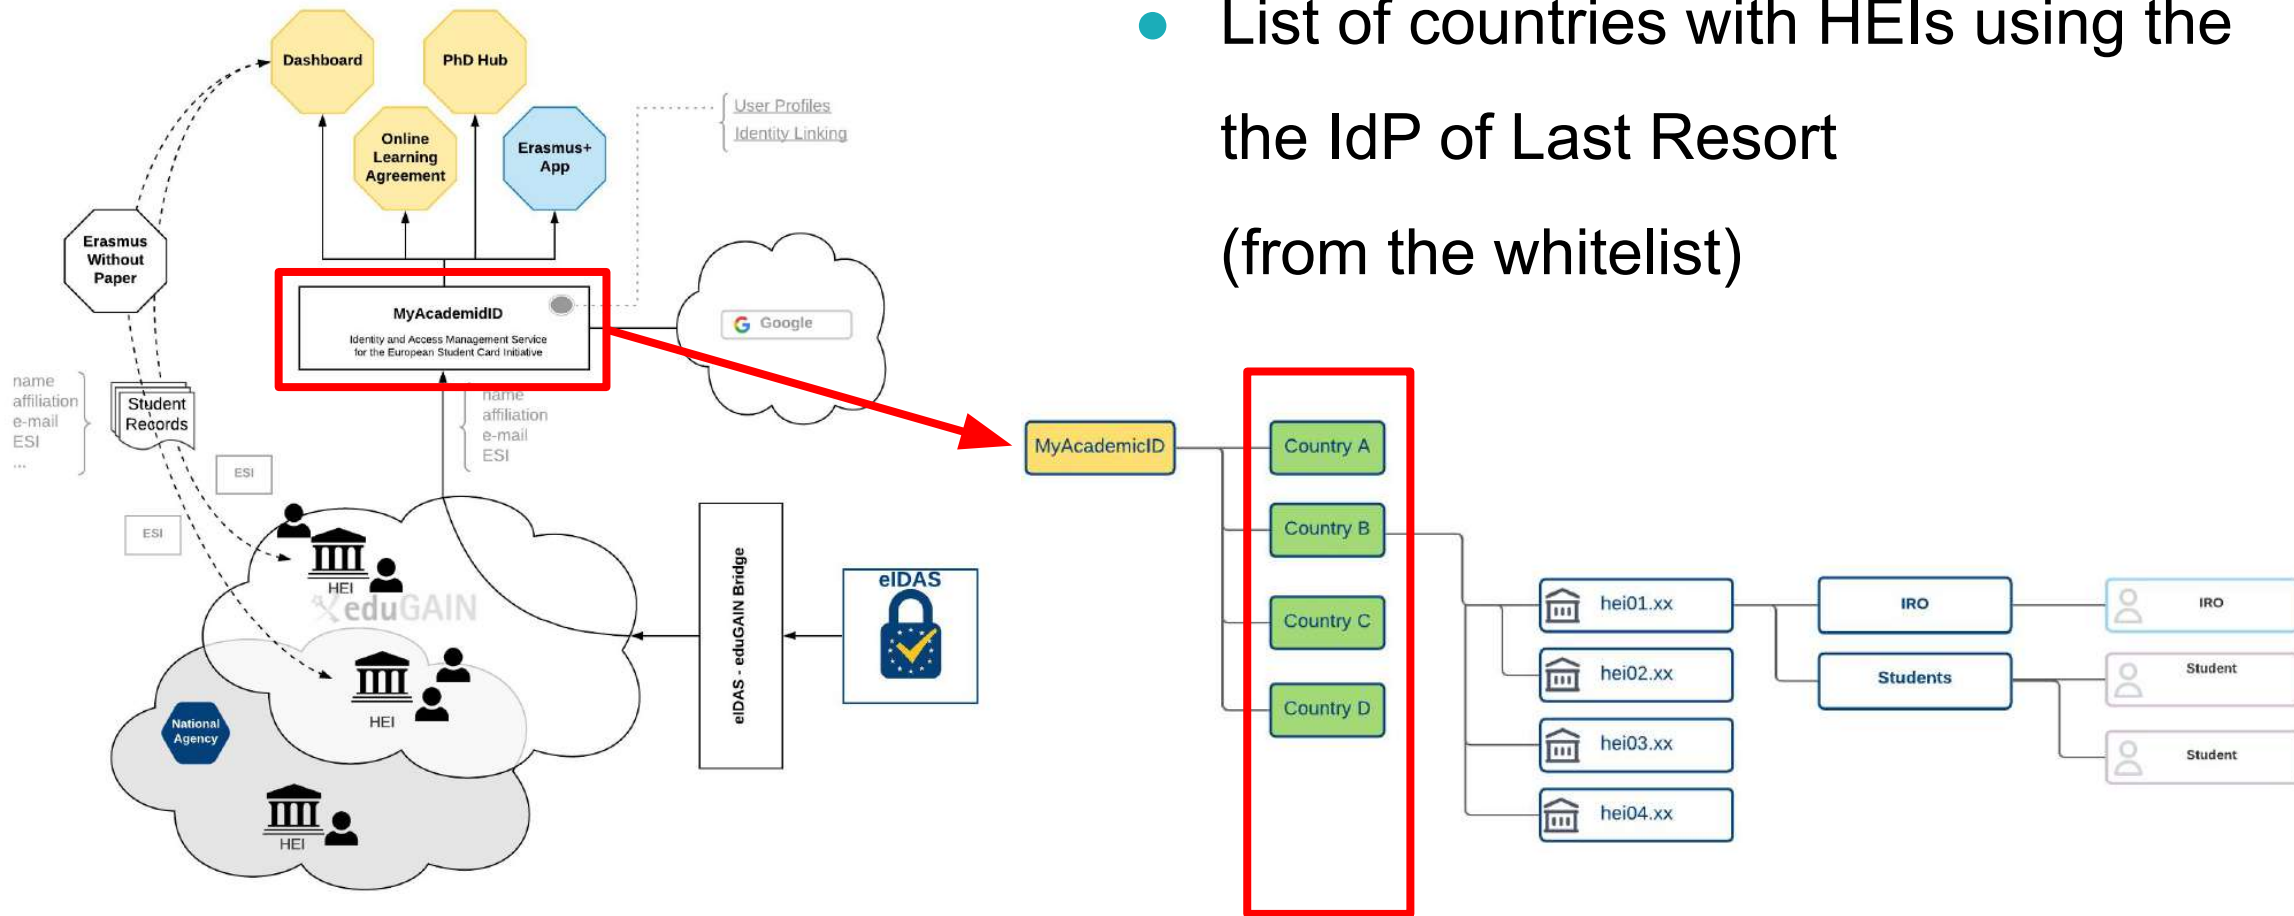 ● List of countries with HEIs using the
the IdP of Last Resort
(from the whitelist)
Dashboard
PhD Hub
Online
Learning
Agreement
Erasmus+
App
User Profiles
Identity Linking
Erasmus
Without
Paper
MyAcademidID
Identity and Access Management Service
for the European Student Card Initiative
Google
name
affiliation
e-mail
ESI
...
Student
Records
name
affiliation
e-mail
ESI
ESI
ESI
HEI
eduGAIN
HEI
National
Agency
HEI
eIDAS - eduGAIN Bridge
eIDAS
MyAcademicID
Country A
Country B
Country C
Country D
hei01.xx
hei02.xx
hei03.xx
hei04.xx
IRO
Students
IRO
Student
Student